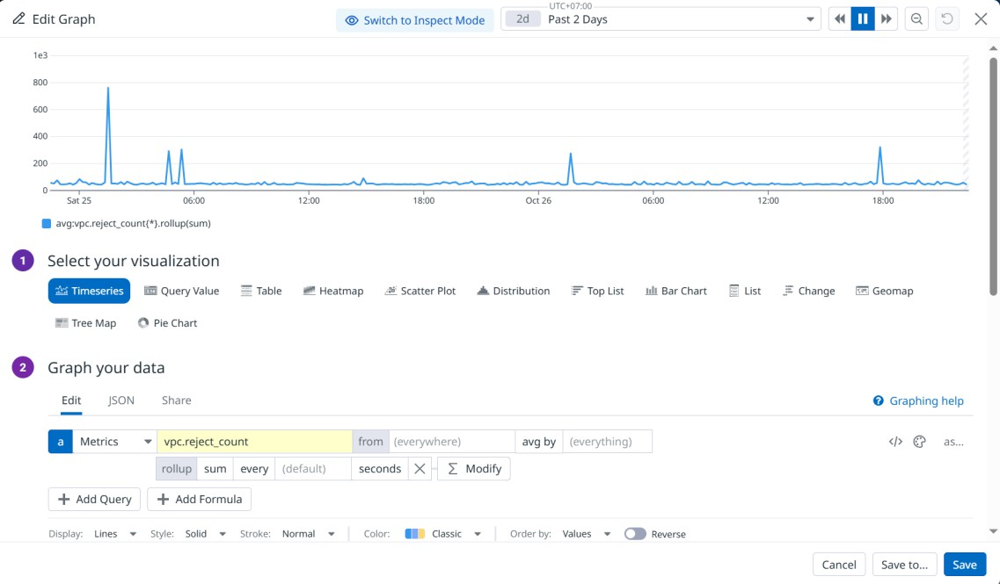 Edit Graph
Switch to Inspect Mode
UTC+07:00
2d Past 2 Days
1e3
800
600
400
200
0
Sat 25 06:00 12:00 18:00 Oct 26 06:00 12:00 18:00
avg:vpc.reject_count{*}.rollup(sum)
1 Select your visualization
Timeseries Query Value Table Heatmap Scatter Plot Distribution Top List Bar Chart List Change Geomap
Tree Map Pie Chart
2 Graph your data
Edit JSON Share Graphing help
a Metrics vpc.reject_count from (everywhere) avg by (everything) </> as...
rollup sum every (default) seconds Σ Modify
+ Add Query + Add Formula
Display: Lines Style: Solid Stroke: Normal Color: Classic Order by: Values Reverse
Cancel Save to... Save